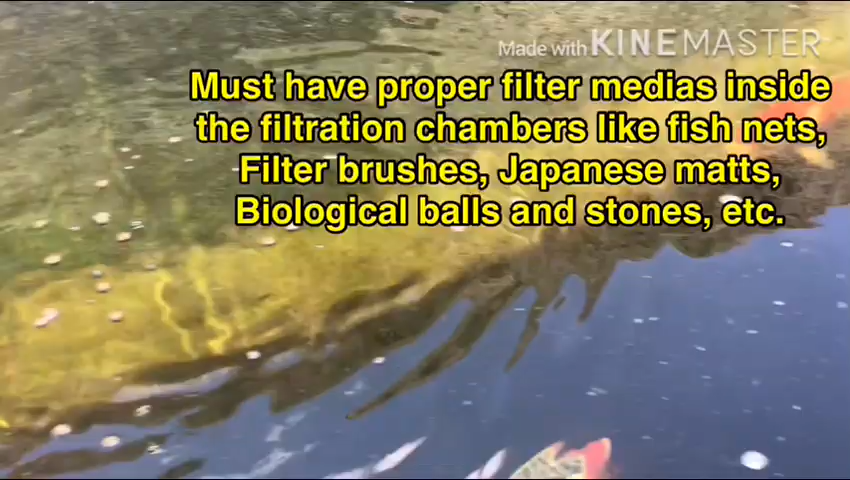 Made with KINEMASTER
Must have proper filter medias inside
the filtration chambers like fish nets,
Filter brushes, Japanese matts,
Biological balls and stones, etc.